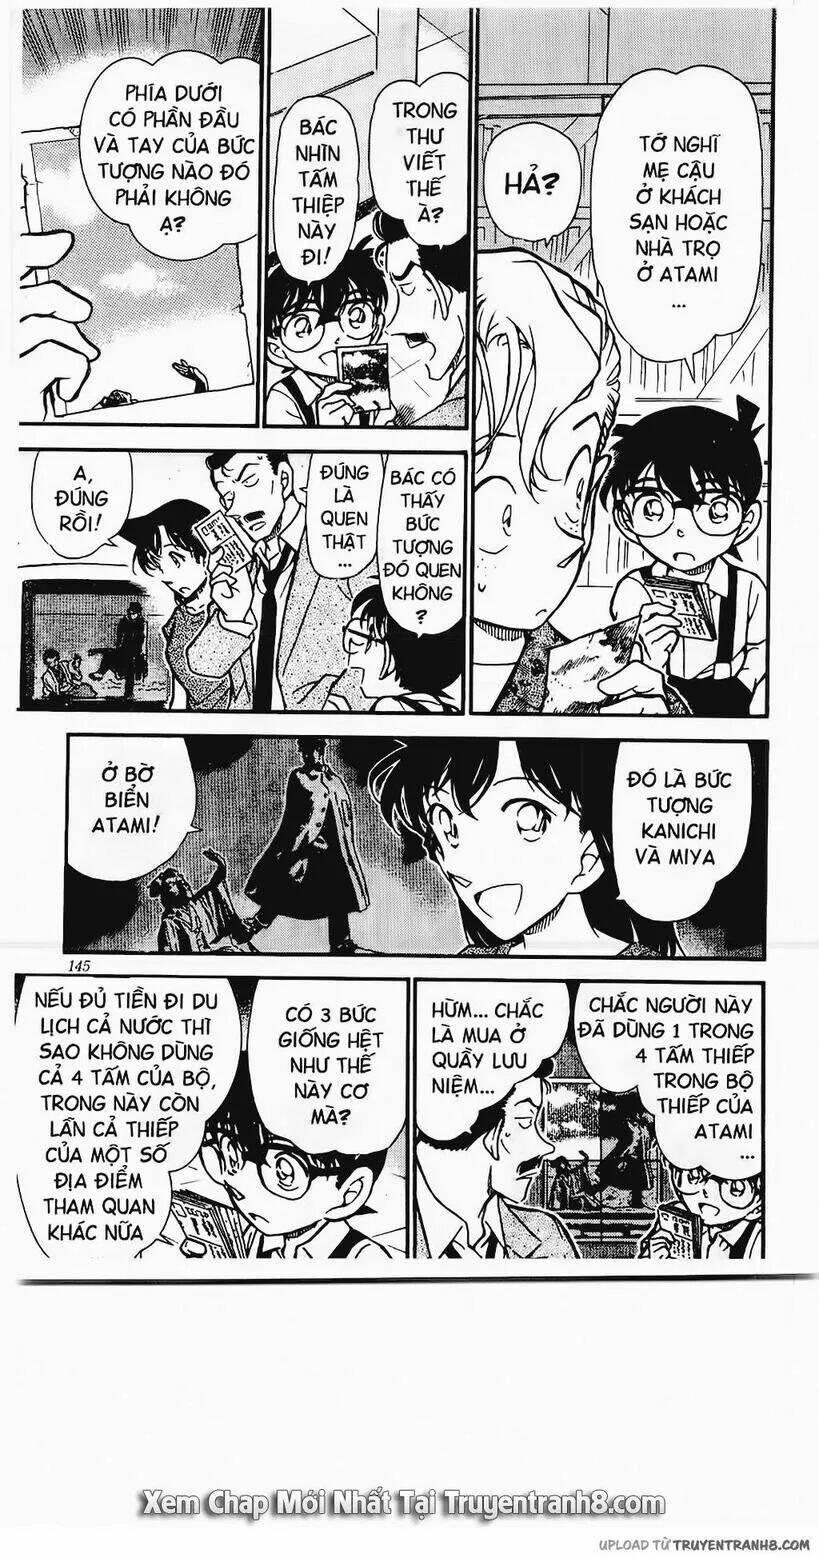 TỚ NGHĨ
MẸ CẬU
Ở KHÁCH
SẠN HOẶC
NHÀ TRỌ
Ở ATAMI
...
HẢ?
TRONG
THƯ
VIẾT
THẾ
À?
BÁC
NHÌN
TẤM
THIỆP
NÀY
ĐI!
PHÍA DƯỚI
CÓ PHẦN ĐẦU
VÀ TAY CỦA BỨC
TƯỢNG NÀO ĐÓ
PHẢI KHÔNG
Ạ?
BÁC CÓ
THẤY
BỨC
TƯỢNG
ĐÓ QUEN
KHÔNG
?
ĐÚNG
LÀ
QUEN
THẬT
...
A,
ĐÚNG
RỒI!
ĐÓ LÀ BỨC
TƯỢNG
KANICHI
VÀ MIYA
Ở BỜ
BIỂN
ATAMI!
145
CHẮC NGƯỜI NÀY
ĐÃ DÙNG 1 TRONG
4 TẤM THIẾP
TRONG BỘ
THIẾP CỦA
ATAMI
...
HỪM... CHẮC
LÀ MUA Ở
QUẦY LƯU
NIỆM...
CÓ 3 BỨC
GIỐNG HỆT
NHƯ THẾ
NÀY CƠ
MÀ?
NẾU ĐỦ TIỀN ĐI DU
LỊCH CẢ NƯỚC THÌ
SAO KHÔNG DÙNG
CẢ 4 TẤM CỦA BỘ,
TRONG NÀY CÒN
LẪN CẢ THIẾP
CỦA MỘT SỐ
ĐỊA ĐIỂM
THAM QUAN
KHÁC NỮA
Xem Chap Mới Nhất Tại Truyentranh8.com
UPLOAD TỪ TRUYENTRANH8.COM